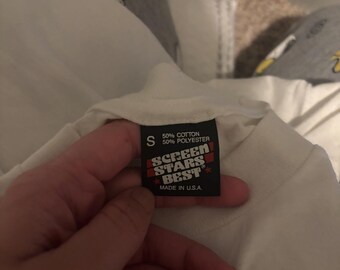 S 50% COTTON
50% POLYESTER
SCREEN
STARS
BEST
MADE IN U.S.A.